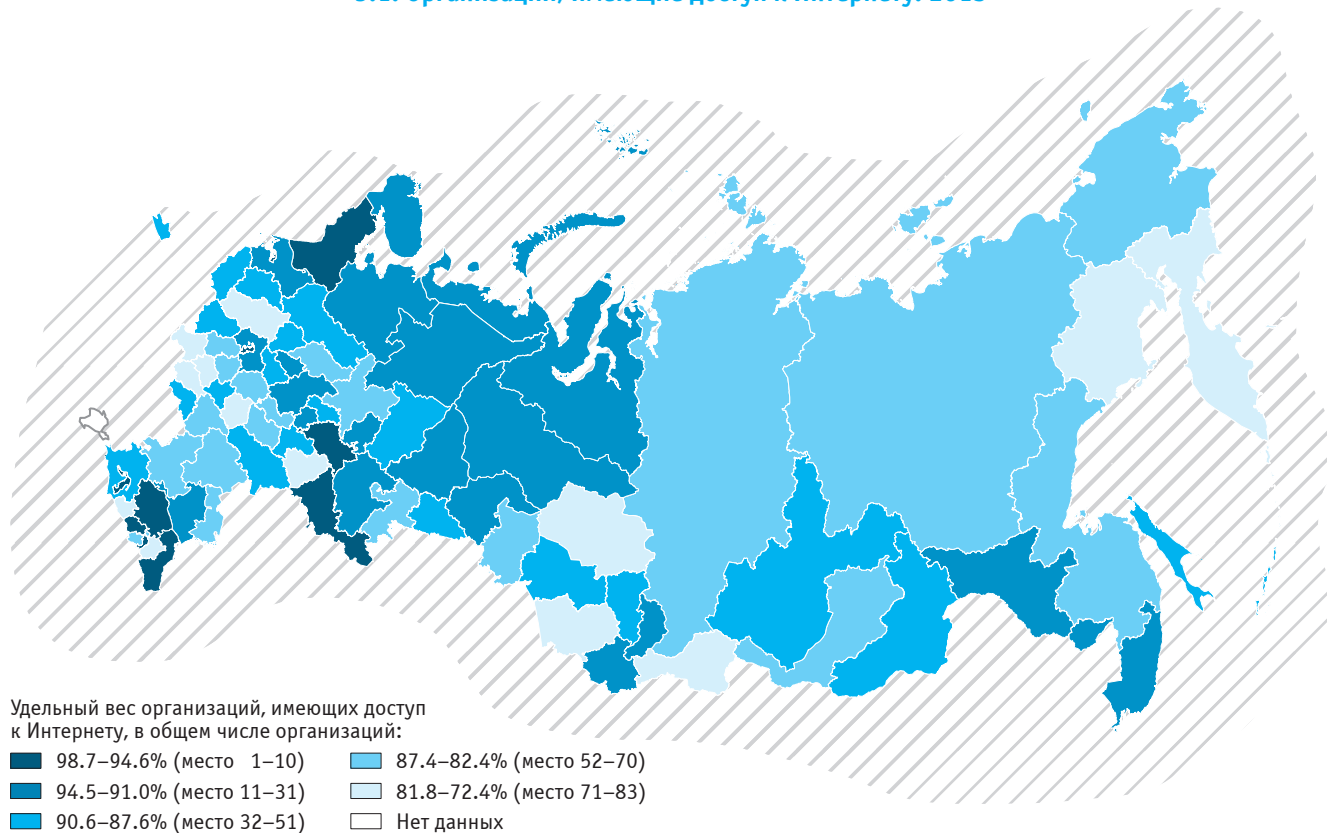 Удельный вес организаций, имеющих доступ
к Интернету, в общем числе организаций:
98.7–94.6% (место 1–10)
94.5–91.0% (место 11–31)
90.6–87.6% (место 32–51)
87.4–82.4% (место 52–70)
81.8–72.4% (место 71–83)
Нет данных